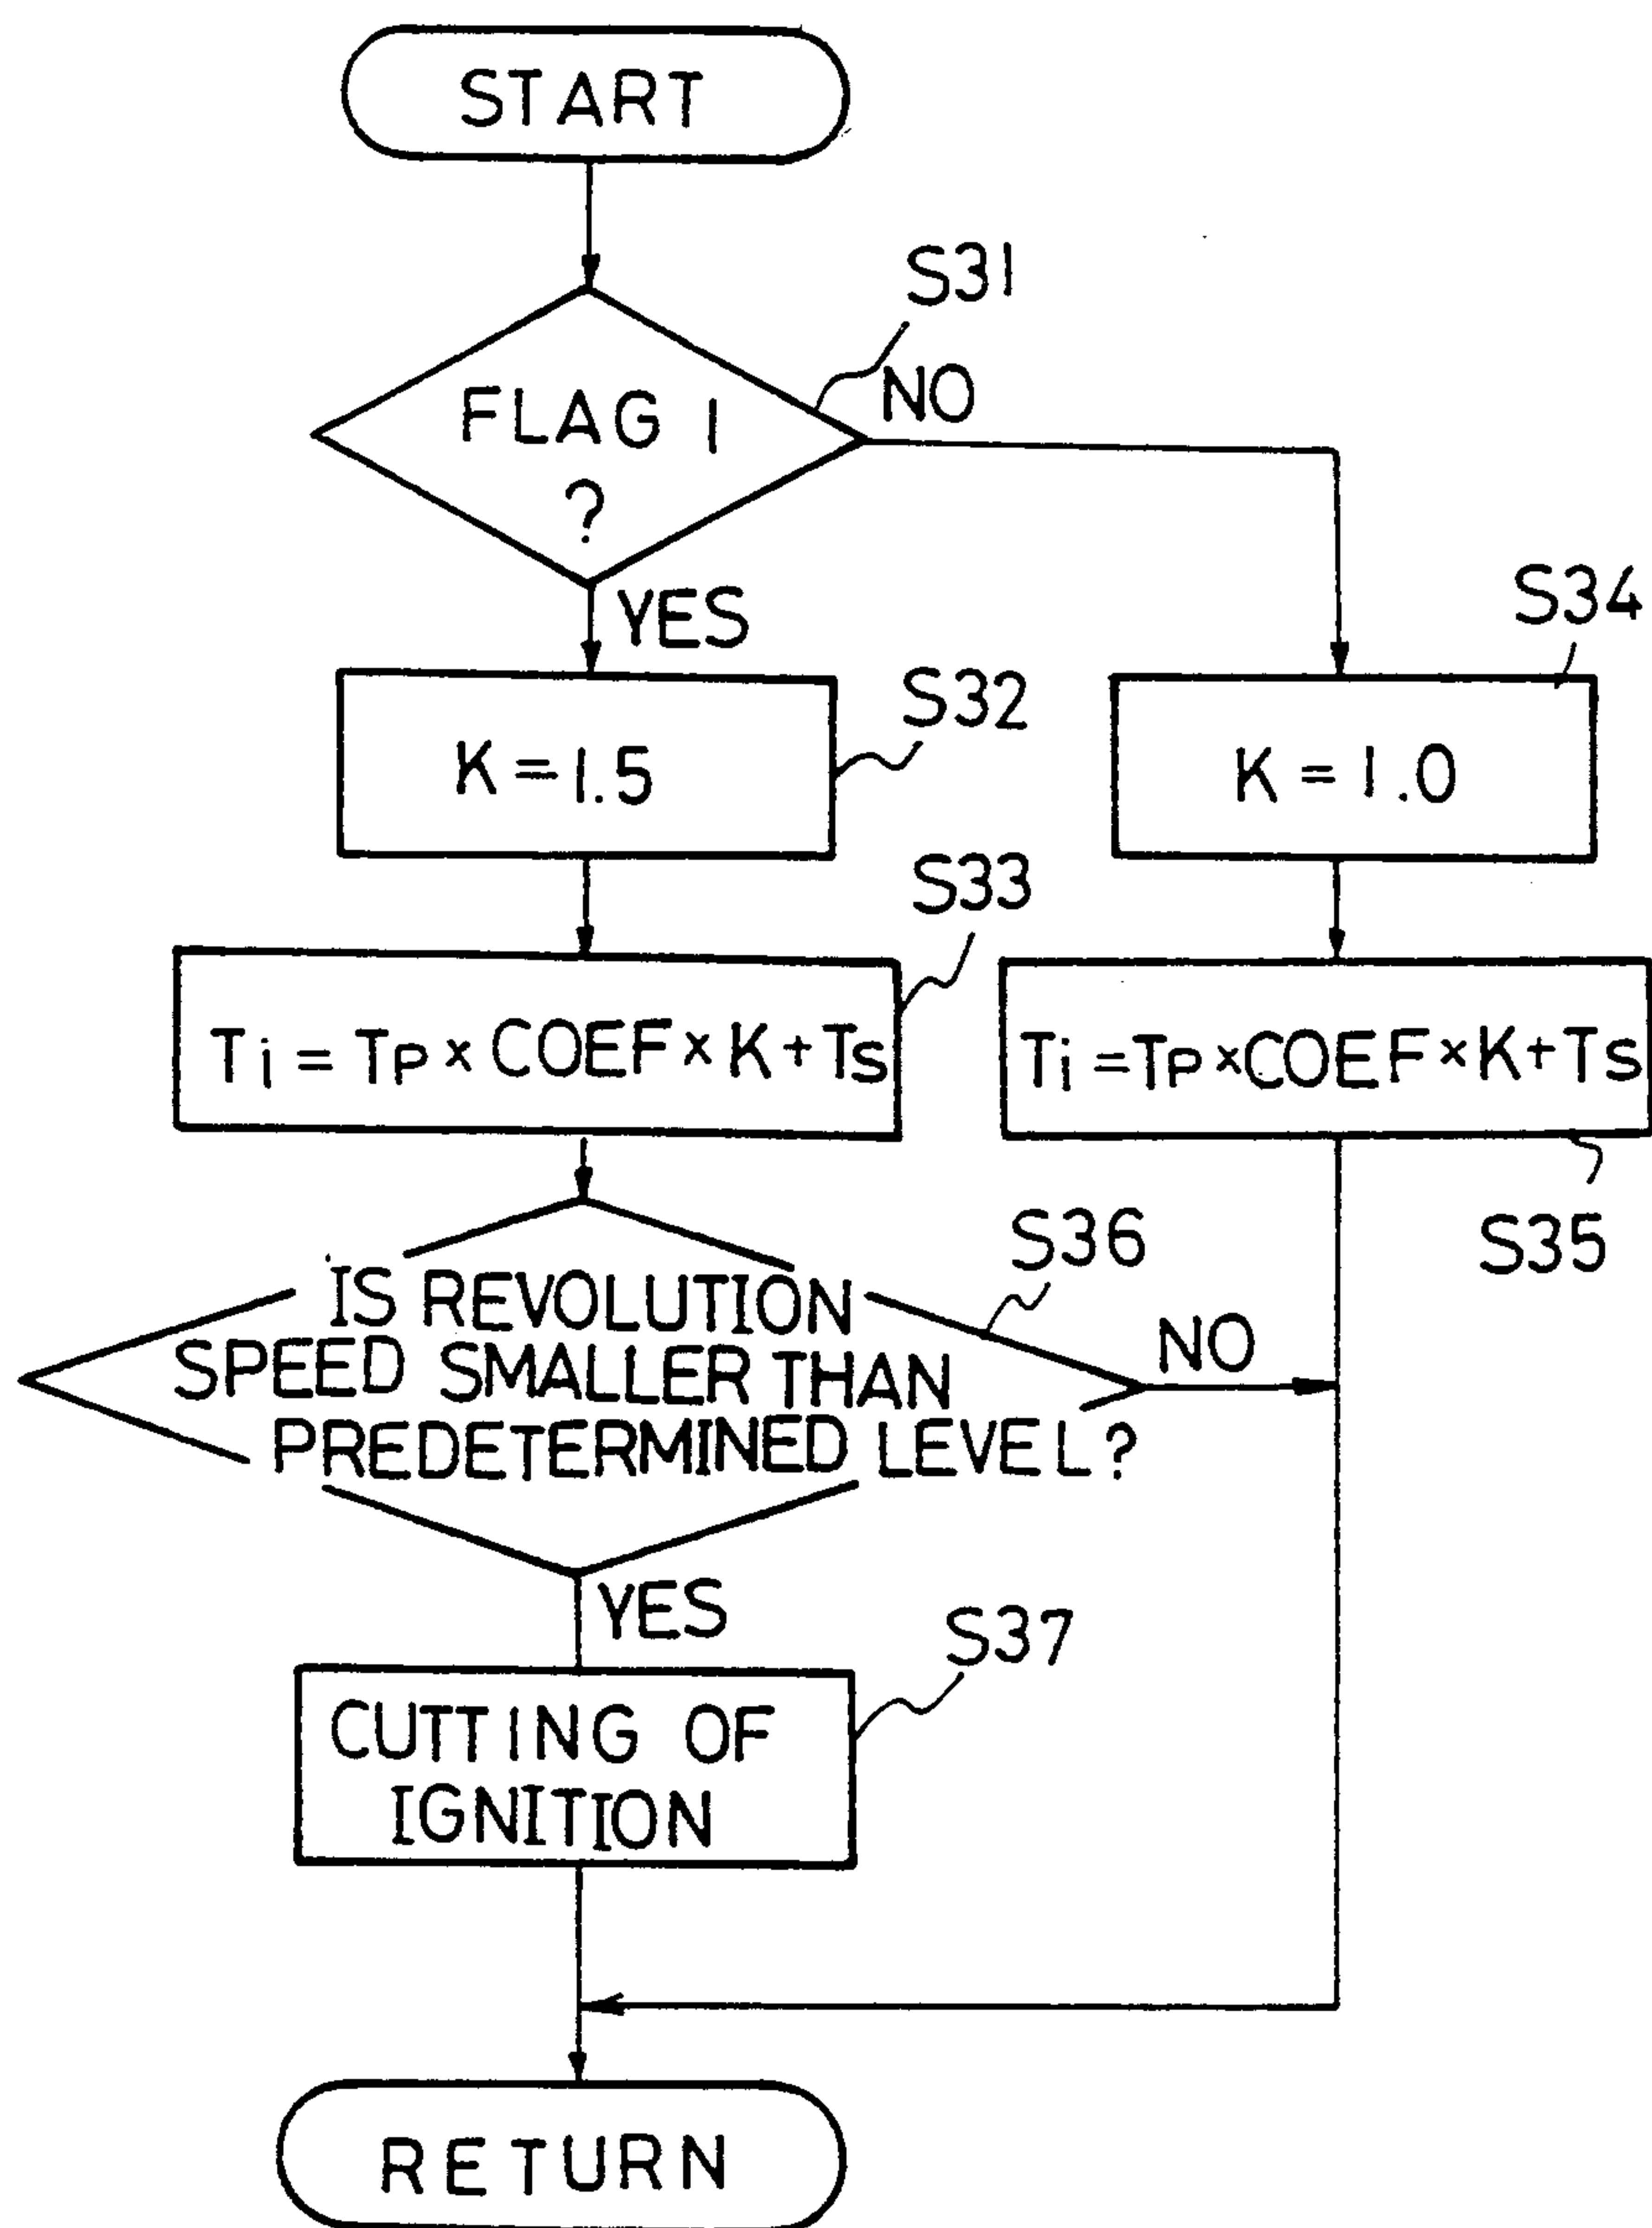 START
S31
FLAG 1
?
NO
YES
S34
S32
K = 1.5
K = 1.0
S33
Ti = Tp × COEF × K + Ts
Ti = Tp × COEF × K + Ts
S35
S36
IS REVOLUTION
SPEED SMALLER THAN
PREDETERMINED LEVEL?
NO
YES
S37
CUTTING OF
IGNITION
RETURN